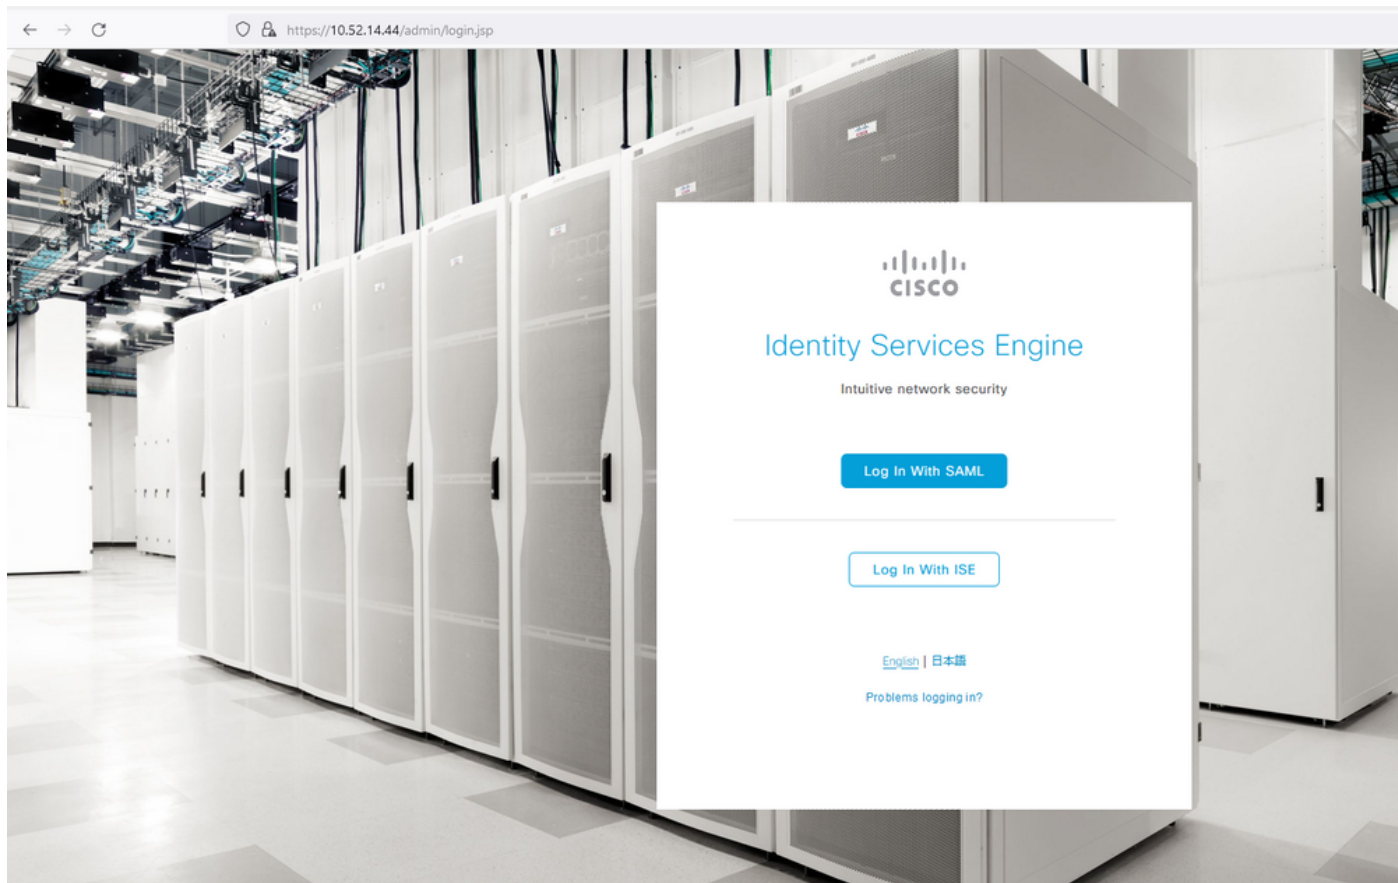 https://10.52.14.44/admin/login.jsp
CISCO
Identity Services Engine
Intuitive network security
Log In With SAML
Log In With ISE
English | 日本語
Problems logging in?